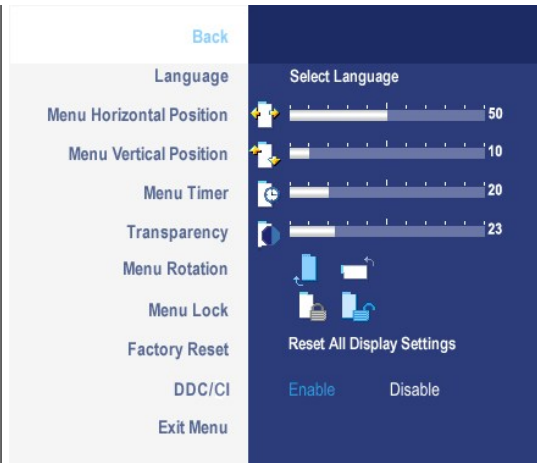 Back
Language Select Language
Menu Horizontal Position 50
Menu Vertical Position 10
Menu Timer 20
Transparency 23
Menu Rotation
Menu Lock
Factory Reset Reset All Display Settings
DDC/CI Enable Disable
Exit Menu